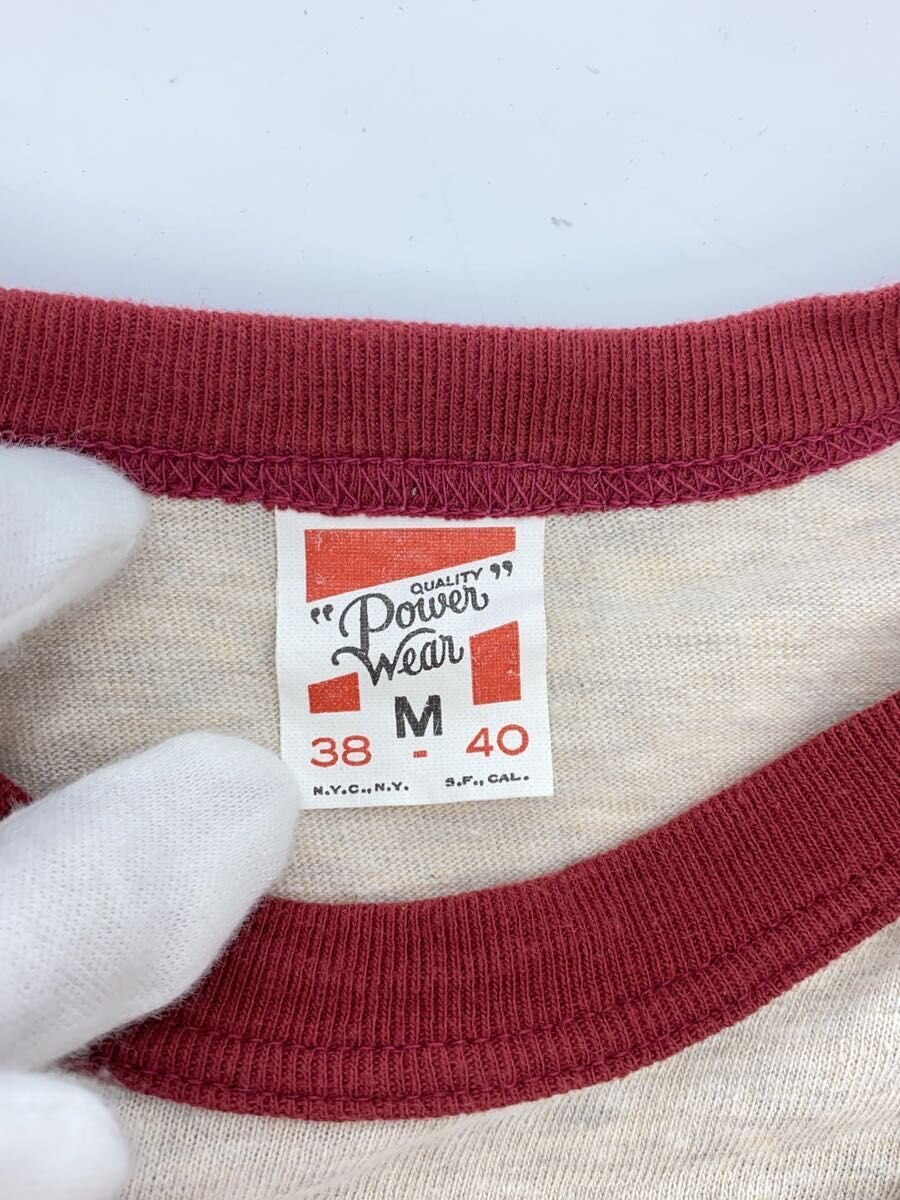 QUALITY
"Power"
Wear
M
38 - 40
N.Y.C., N.Y. S.F., CAL.